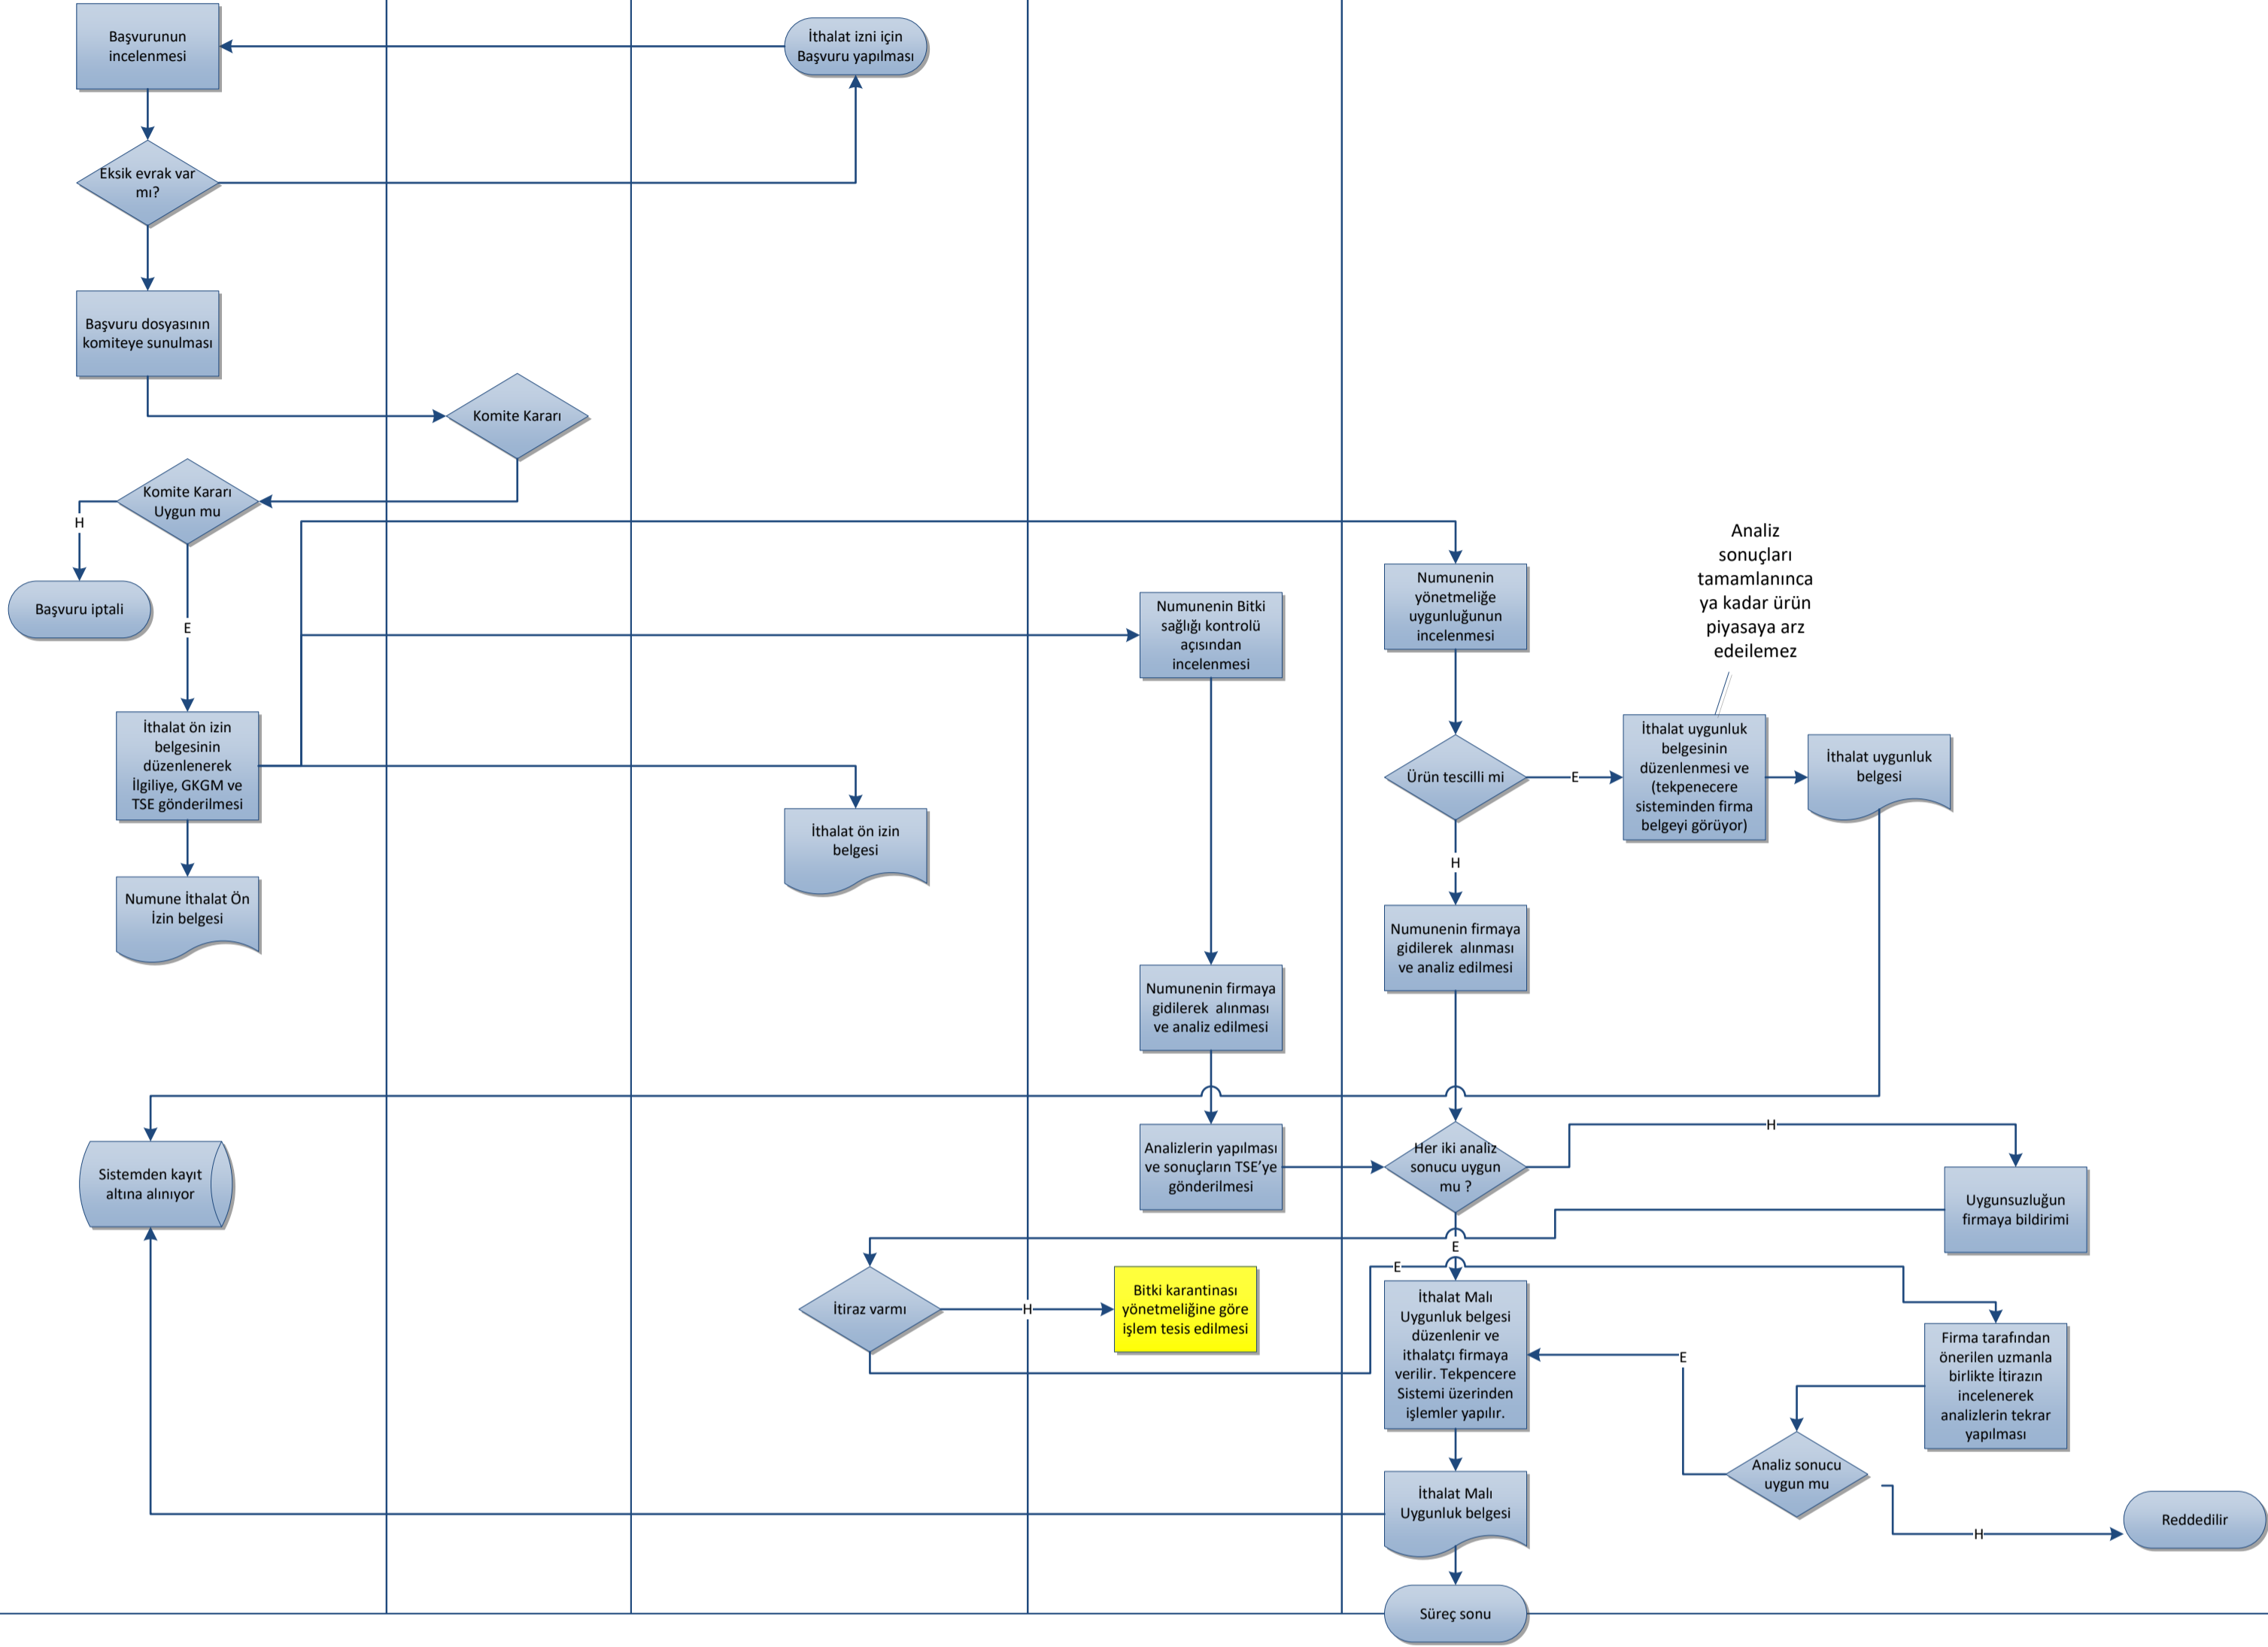 Başvurunun
incelenmesi
İthalat izni için
Başvuru yapılması
Eksik evrak var
mı?
Başvuru dosyasının
komiteye sunulması
Komite Kararı
Komite Kararı
Uygun mu
H
Başvuru iptali
E
Analiz
sonuçları
tamamlanınca
ya kadar ürün
piyasaya arz
edeilemez
Numunenin
yönetmeliğe
uygunluğunun
incelenmesi
Numunenin Bitki
sağlığı kontrolü
açısından
incelenmesi
İthalat ön izin
belgesinin
düzenlenerek
İlgiliye, GKGM ve
TSE gönderilmesi
Ürün tescilli mi
E
İthalat uygunluk
belgesinin
düzenlenmesi ve
(tekpenecere
sisteminden firma
belgeyi görüyor)
İthalat uygunluk
belgesi
İthalat ön izin
belgesi
H
Numune İthalat Ön
İzin belgesi
Numunenin firmaya
gidilerek  alınması
ve analiz edilmesi
Numunenin firmaya
gidilerek  alınması
ve analiz edilmesi
Sistemden kayıt
altına alınıyor
Analizlerin yapılması
ve sonuçların TSE'ye
gönderilmesi
Her iki analiz
sonucu uygun
mu ?
H
Uygunsuzluğun
firmaya bildirimi
E
E
İtiraz varmı
H
Bitki karantinası
yönetmeliğine göre
işlem tesis edilmesi
İthalat Malı
Uygunluk belgesi
düzenlenir ve
ithalatçı firmaya
verilir. Tekpencere
Sistemi üzerinden
işlemler yapılır.
E
Firma tarafından
önerilen uzmanla
birlikte İtirazın
incelenerek
analizlerin tekrar
yapılması
Analiz sonucu
uygun mu
İthalat Malı
Uygunluk belgesi
H
Reddedilir
Süreç sonu